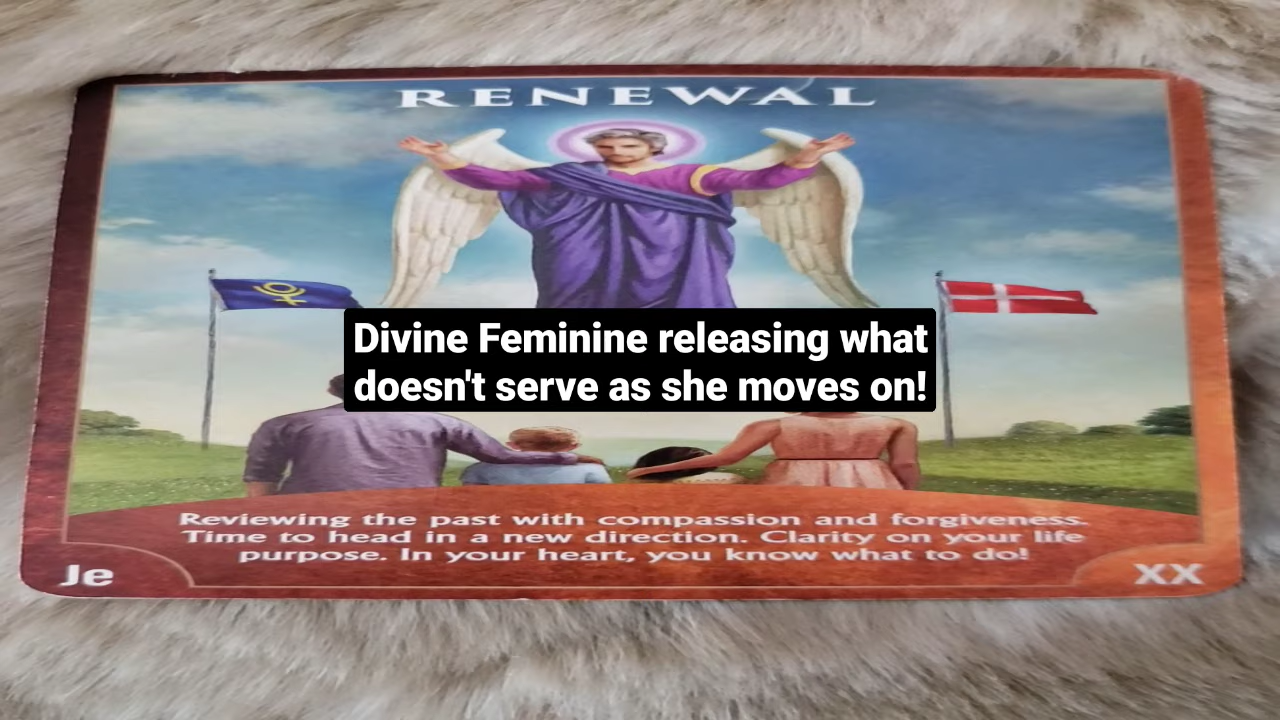 RENEWAL
Divine Feminine releasing what
doesn't serve as she moves on!
Reviewing the past with compassion and forgiveness.
Time to head in a new direction. Clarity on your life
purpose. In your heart, you know what to do!
Je
XX